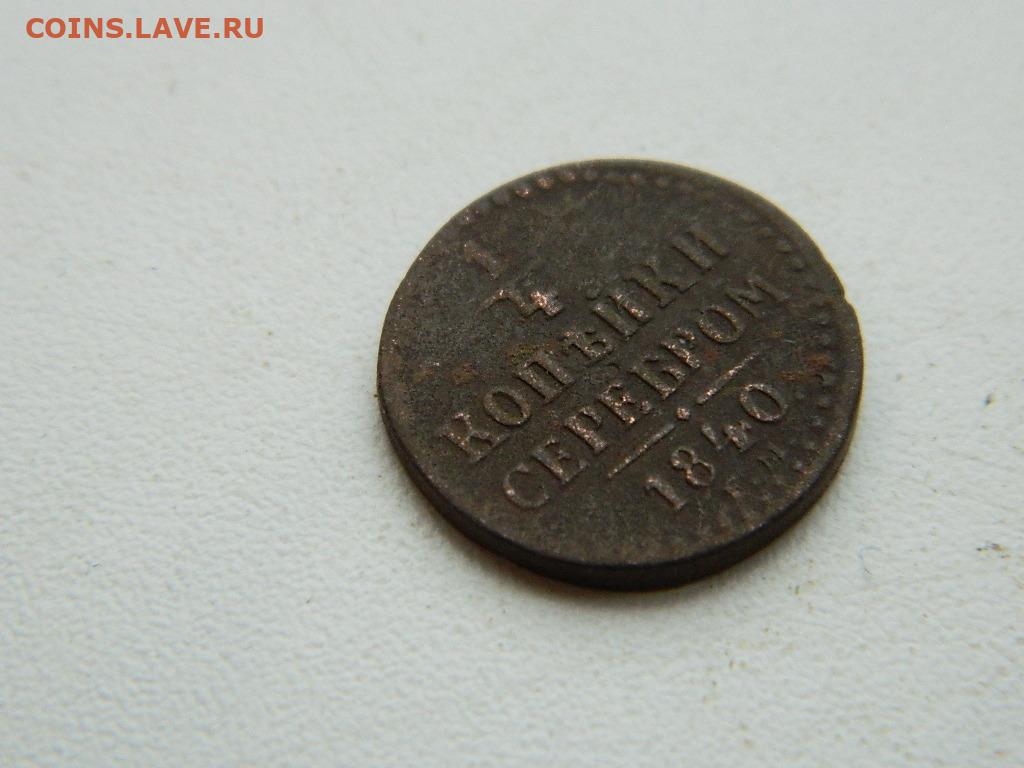 COINS.LAVE.RU
1
4
КОПѢЙКИ
СЕРЕБРОМ
1840